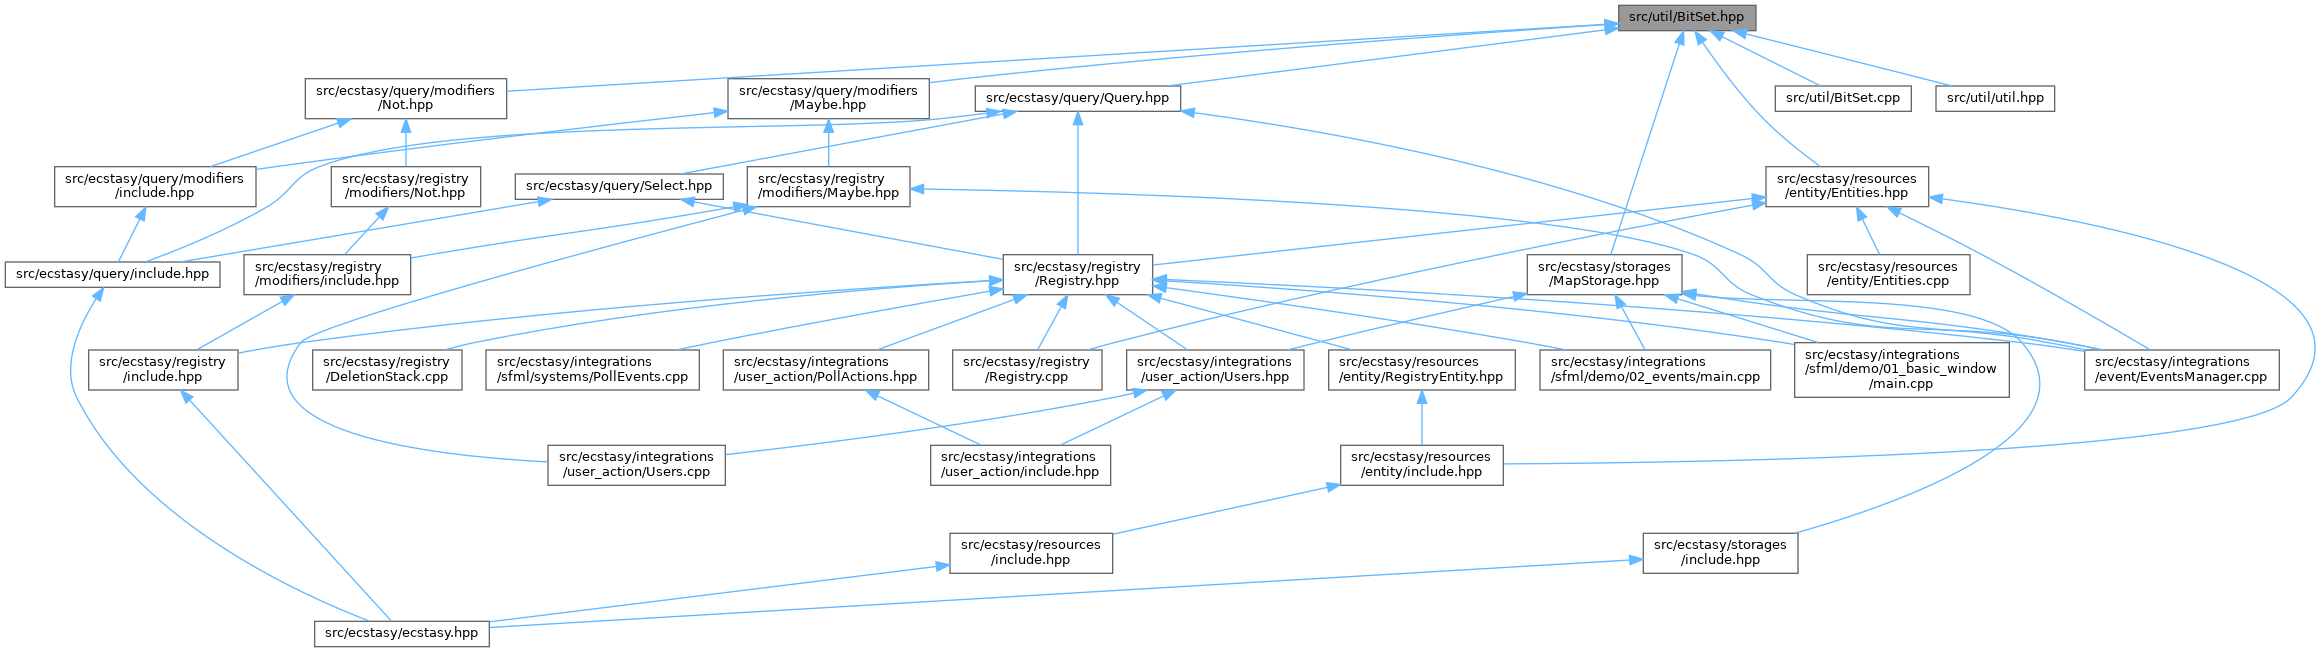 src/util/BitSet.hpp
src/ecstasy/query/modifiers
/Not.hpp
src/ecstasy/query/modifiers
/Maybe.hpp
src/ecstasy/query/Query.hpp
src/util/BitSet.cpp
src/util/util.hpp
src/ecstasy/query/modifiers
/include.hpp
src/ecstasy/registry
/modifiers/Not.hpp
src/ecstasy/query/Select.hpp
src/ecstasy/registry
/modifiers/Maybe.hpp
src/ecstasy/resources
/entity/Entities.hpp
src/ecstasy/query/include.hpp
src/ecstasy/registry
/modifiers/include.hpp
src/ecstasy/registry
/Registry.hpp
src/ecstasy/storages
/MapStorage.hpp
src/ecstasy/resources
/entity/Entities.cpp
src/ecstasy/registry
/include.hpp
src/ecstasy/registry
/DeletionStack.cpp
src/ecstasy/integrations
/sfml/systems/PollEvents.cpp
src/ecstasy/integrations
/user_action/PollActions.hpp
src/ecstasy/registry
/Registry.cpp
src/ecstasy/integrations
/user_action/Users.hpp
src/ecstasy/resources
/entity/RegistryEntity.hpp
src/ecstasy/integrations
/sfml/demo/02_events/main.cpp
src/ecstasy/integrations
/sfml/demo/01_basic_window
/main.cpp
src/ecstasy/integrations
/event/EventsManager.cpp
src/ecstasy/integrations
/user_action/Users.cpp
src/ecstasy/integrations
/user_action/include.hpp
src/ecstasy/resources
/entity/include.hpp
src/ecstasy/resources
/include.hpp
src/ecstasy/storages
/include.hpp
src/ecstasy/ecstasy.hpp